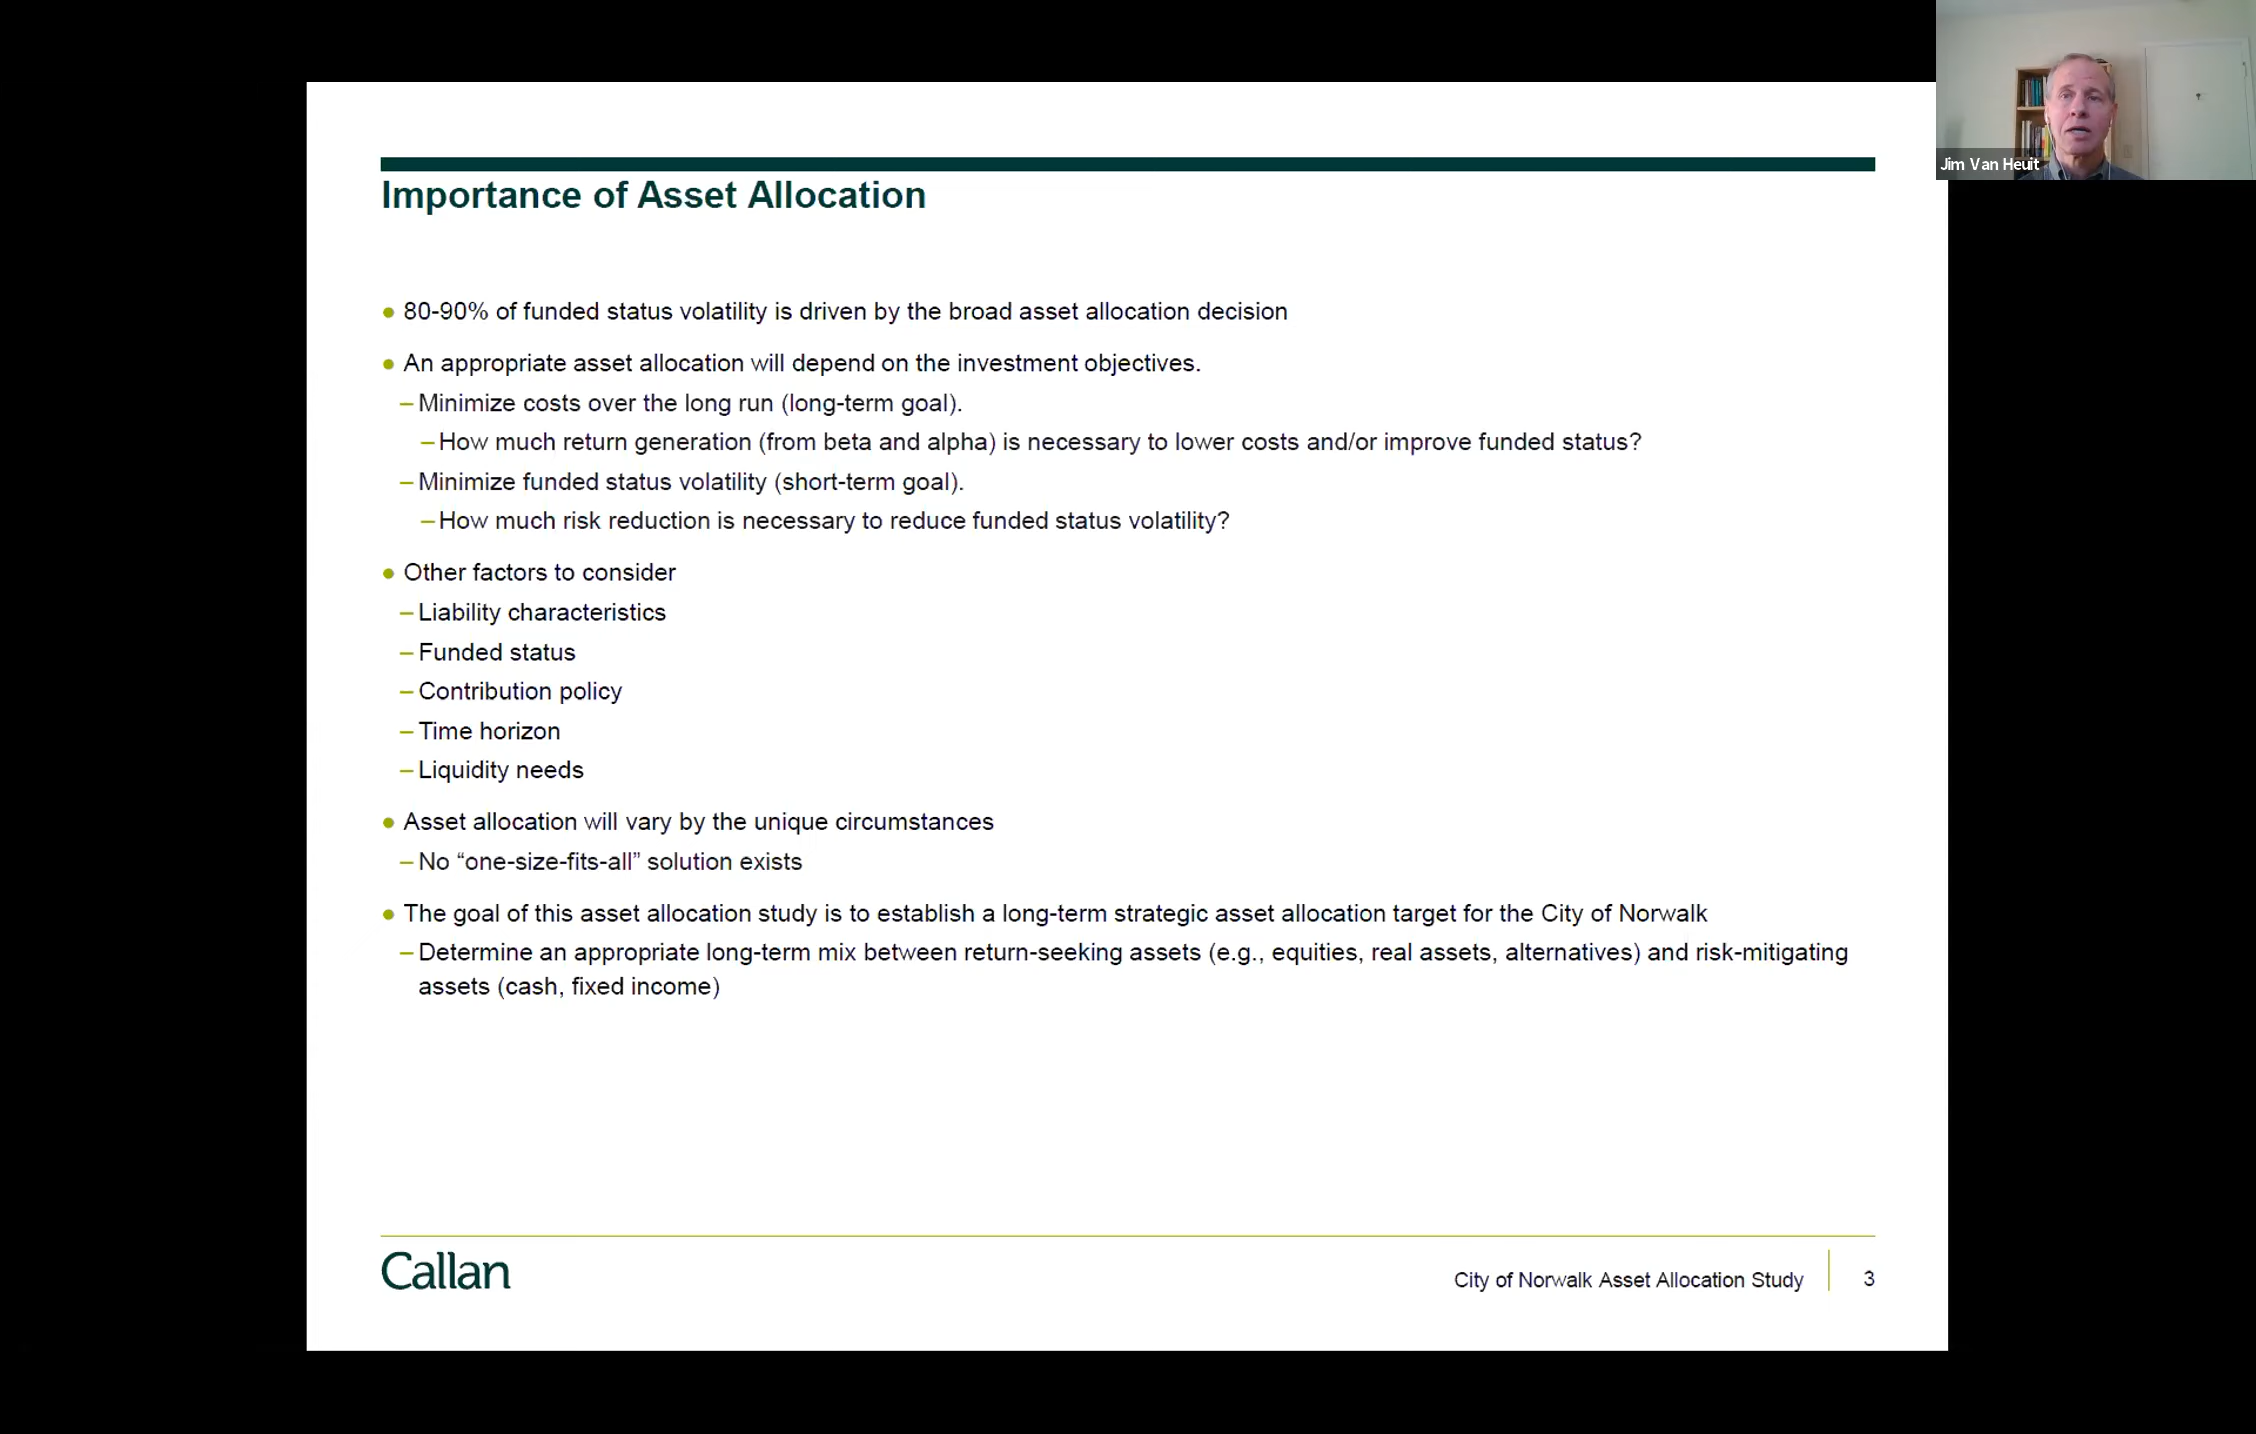 Jim Van Heuit
Importance of Asset Allocation
● 80-90% of funded status volatility is driven by the broad asset allocation decision
● An appropriate asset allocation will depend on the investment objectives.
– Minimize costs over the long run (long-term goal).
– How much return generation (from beta and alpha) is necessary to lower costs and/or improve funded status?
– Minimize funded status volatility (short-term goal).
– How much risk reduction is necessary to reduce funded status volatility?
● Other factors to consider
– Liability characteristics
– Funded status
– Contribution policy
– Time horizon
– Liquidity needs
● Asset allocation will vary by the unique circumstances
– No “one-size-fits-all” solution exists
● The goal of this asset allocation study is to establish a long-term strategic asset allocation target for the City of Norwalk
– Determine an appropriate long-term mix between return-seeking assets (e.g., equities, real assets, alternatives) and risk-mitigating
assets (cash, fixed income)
Callan
City of Norwalk Asset Allocation Study
3